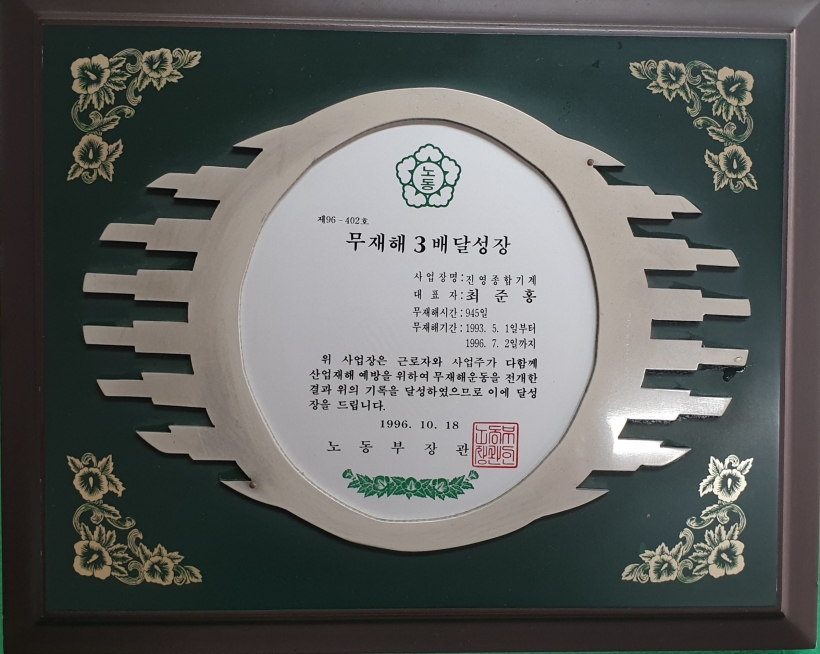 노동
제96-402호
무재해 3 배달성장
사업장명:진영종합기계
대표자:최준홍
무재해시간:945일
무재해기간:1993. 5. 1일부터
1996. 7. 2일까지
위 사업장은 근로자와 사업주가 다함께
산업재해 예방을 위하여 무재해운동을 전개한
결과 위의 기록을 달성하였으므로 이에 달성
장을 드립니다.
1996. 10. 18
노동부장관